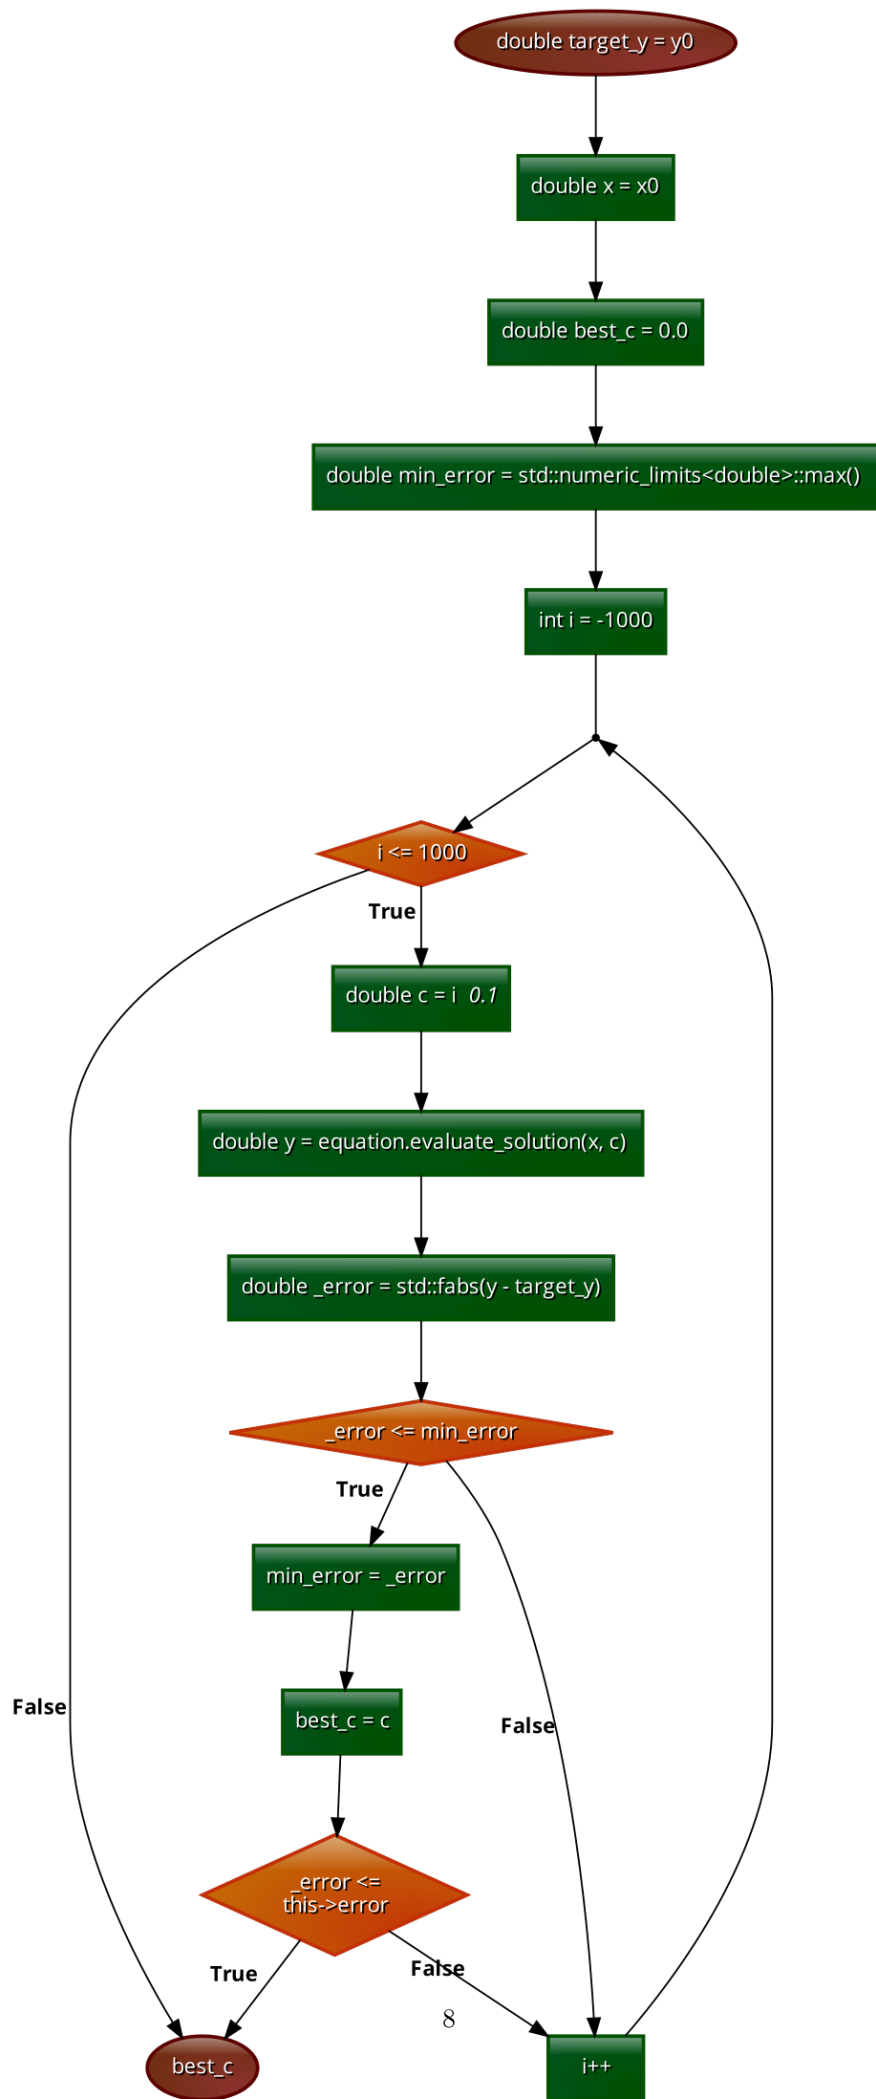 double target_y = y0
double x = x0
double best_c = 0.0
double min_error = std::numeric_limits<double>::max()
int i = -1000
i <= 1000
True
double c = i  0.1
double y = equation.evaluate_solution(x, c)
double _error = std::fabs(y - target_y)
_error <= min_error
True
min_error = _error
False
best_c = c
False
_error <=
this->error
True
False
8
best_c
i++